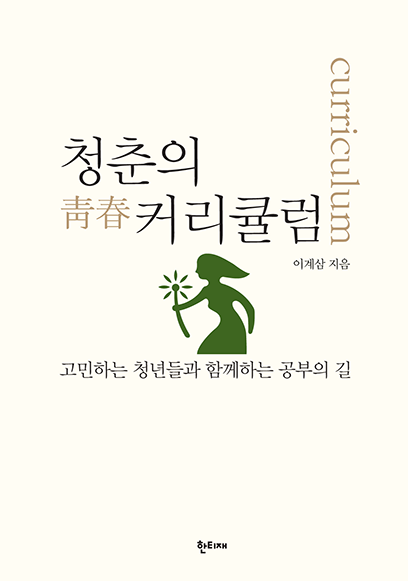 청춘의
靑春 커리큘럼
curriculum
이계삼 지음
고민하는 청년들과 함께하는 공부의 길
한티재